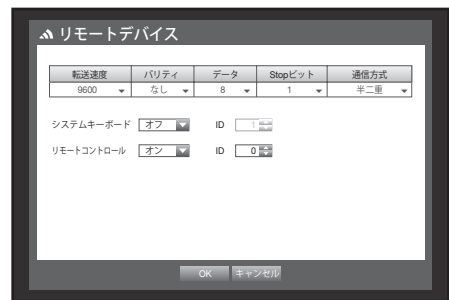 リモートデバイス
転送速度 パリティ データ Stopビット 通信方式
9600 なし 8 1 半二重
システムキーボード オフ ID 1
リモートコントロール オン ID 0
OK キャンセル